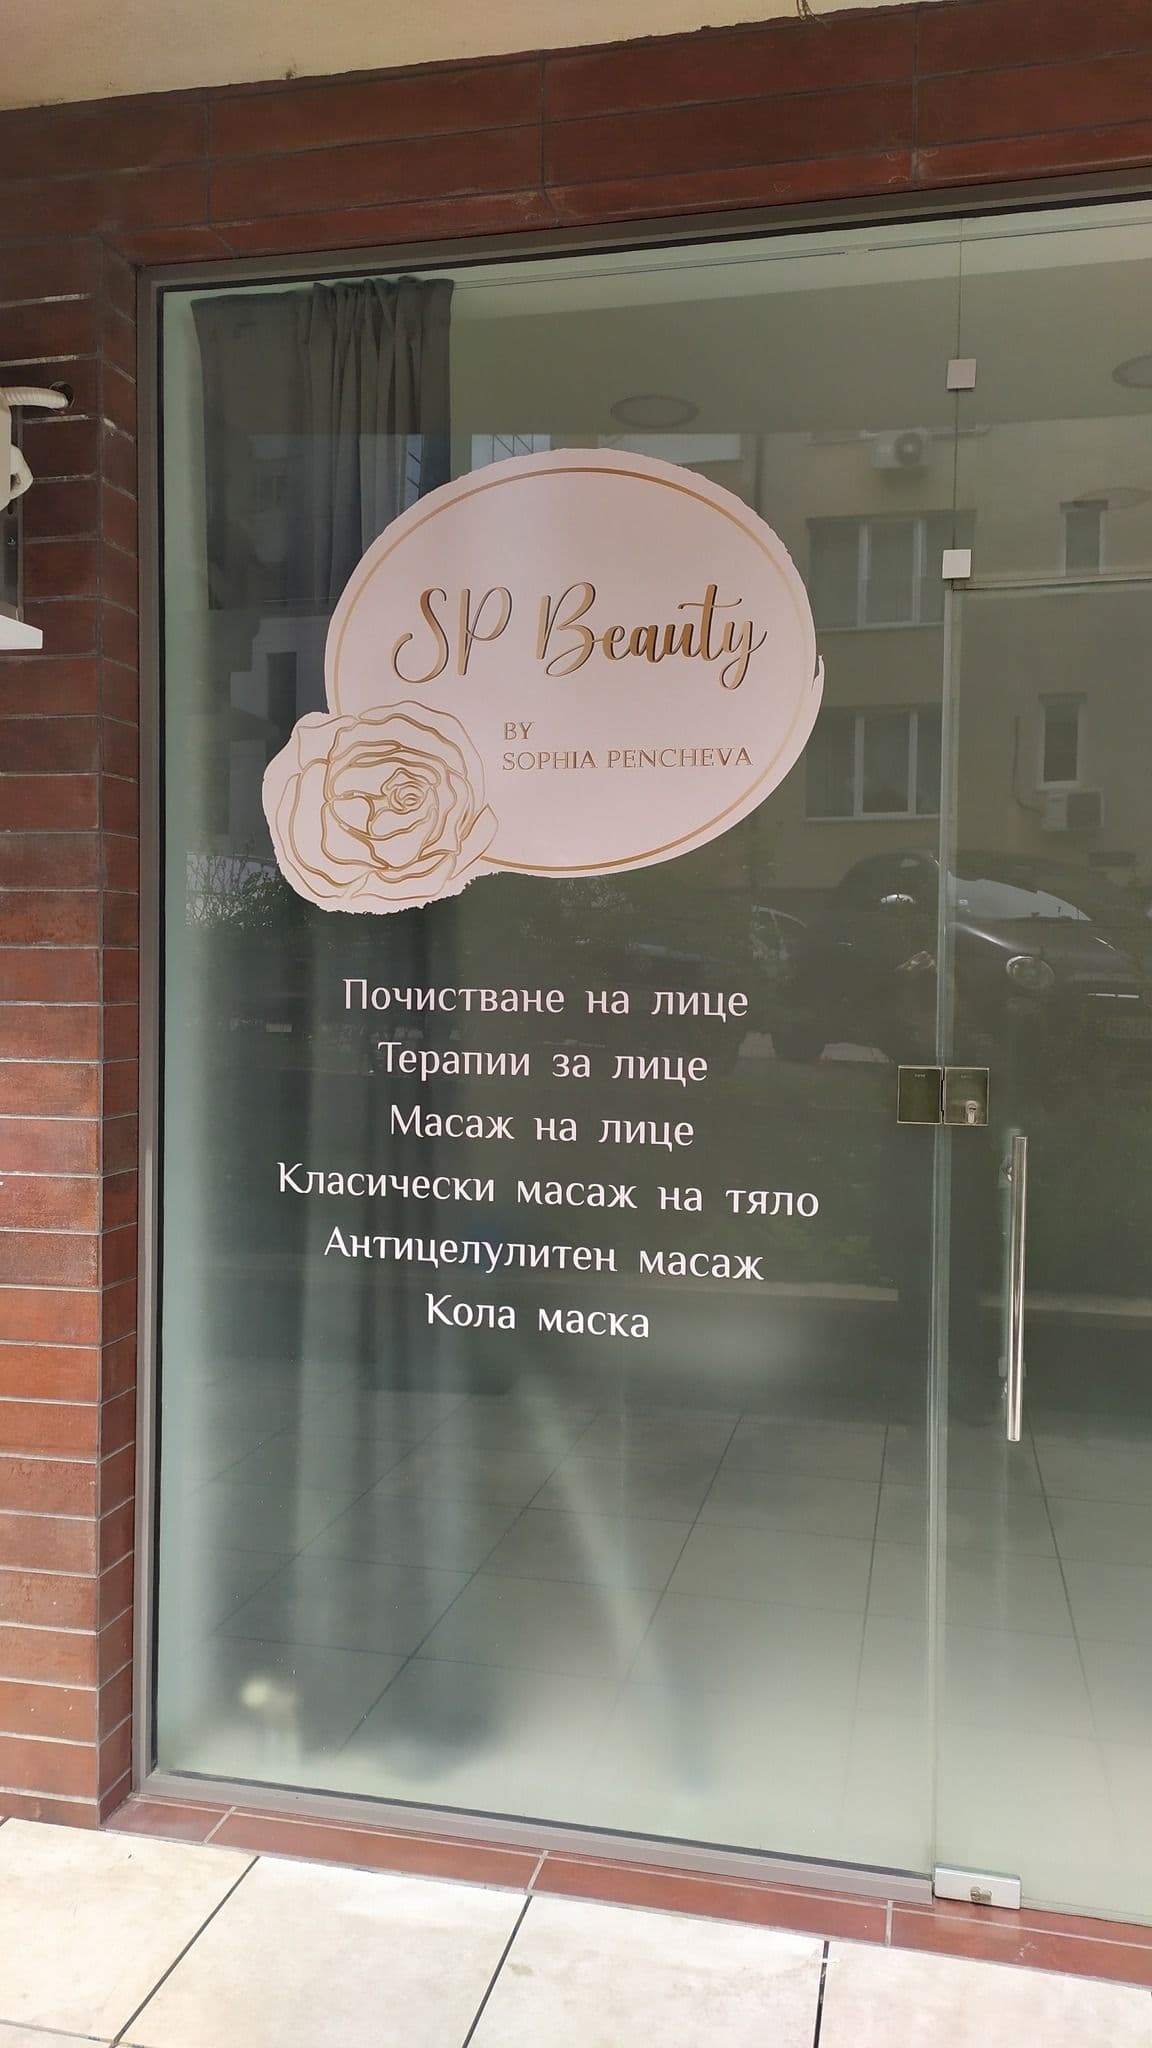 SP Beauty
BY
SOPHIA PENCHEVA
Почистване на лице
Терапии за лице
Масаж на лице
Класически масаж на тяло
Антицелулитен масаж
Кола маска